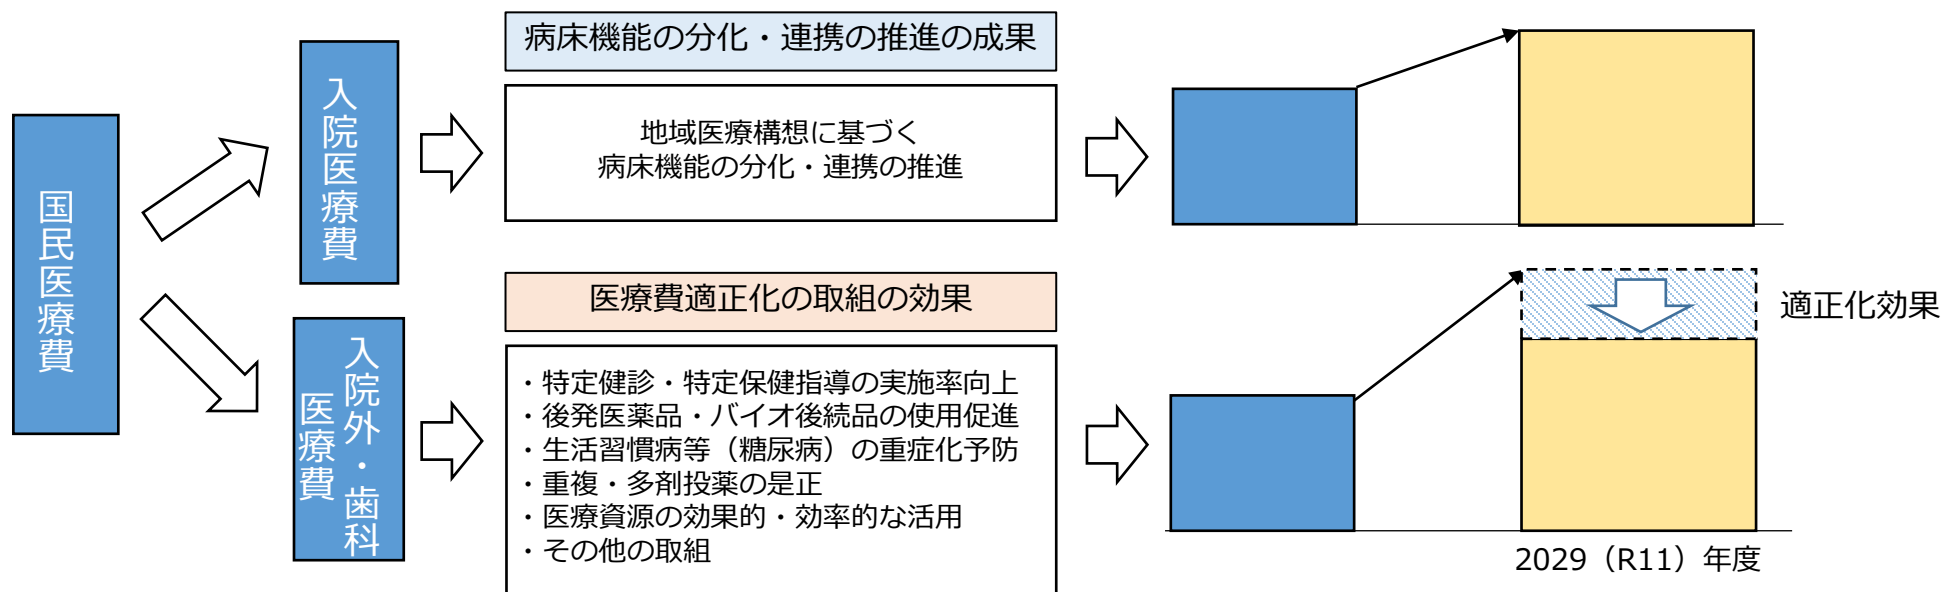 国民医療費
入院医療費
病床機能の分化・連携の推進の成果
地域医療構想に基づく
病床機能の分化・連携の推進
入院外・歯科
医療費
医療費適正化の取組の効果
・特定健診・特定保健指導の実施率向上
・後発医薬品・バイオ後続品の使用促進
・生活習慣病等（糖尿病）の重症化予防
・重複・多剤投薬の是正
・医療資源の効果的・効率的な活用
・その他の取組
適正化効果
2029（R11）年度